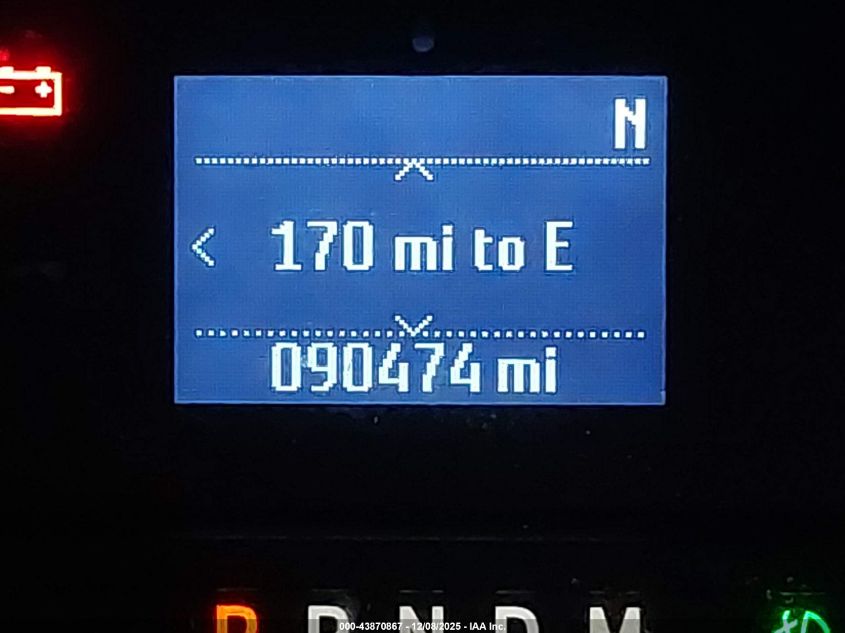 N
170 mi to E
090474 mi
P R N D M
000-43870867 - 12/08/2025 - IAA Inc.